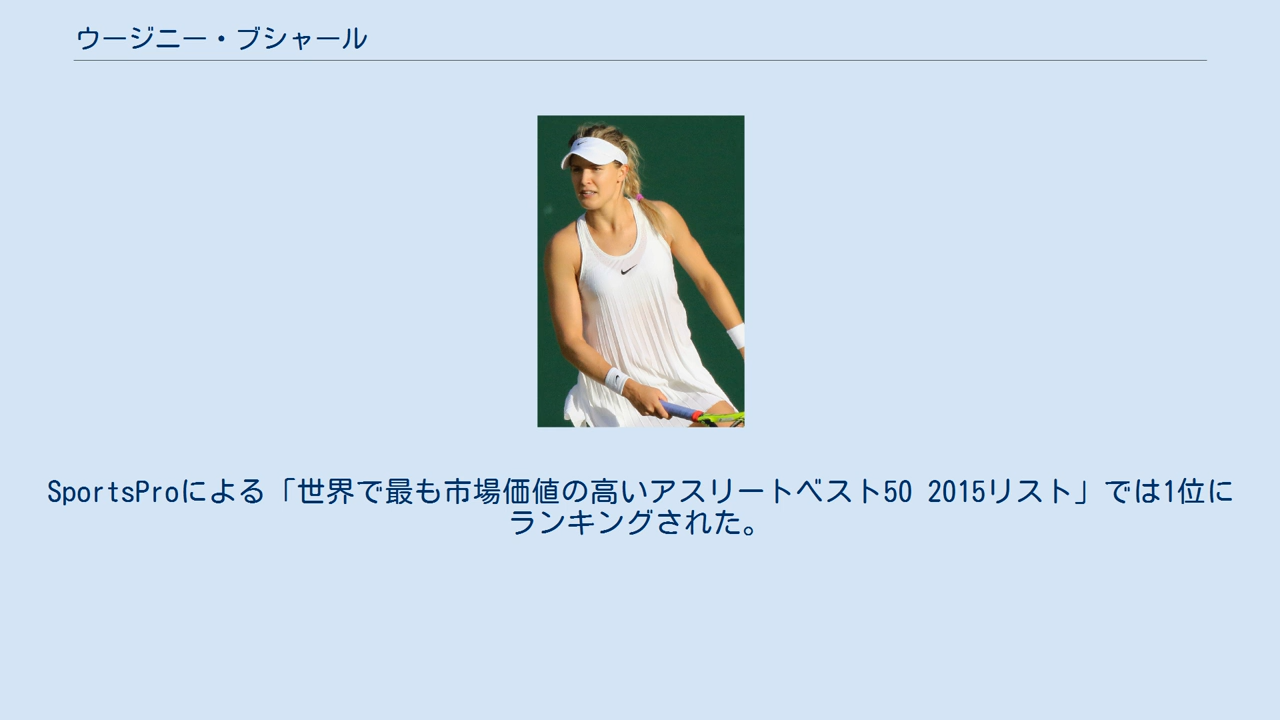 ウージニー・ブシャール
SportsProによる「世界で最も市場価値の高いアスリートベスト50 2015リスト」では1位に
ランキングされた。